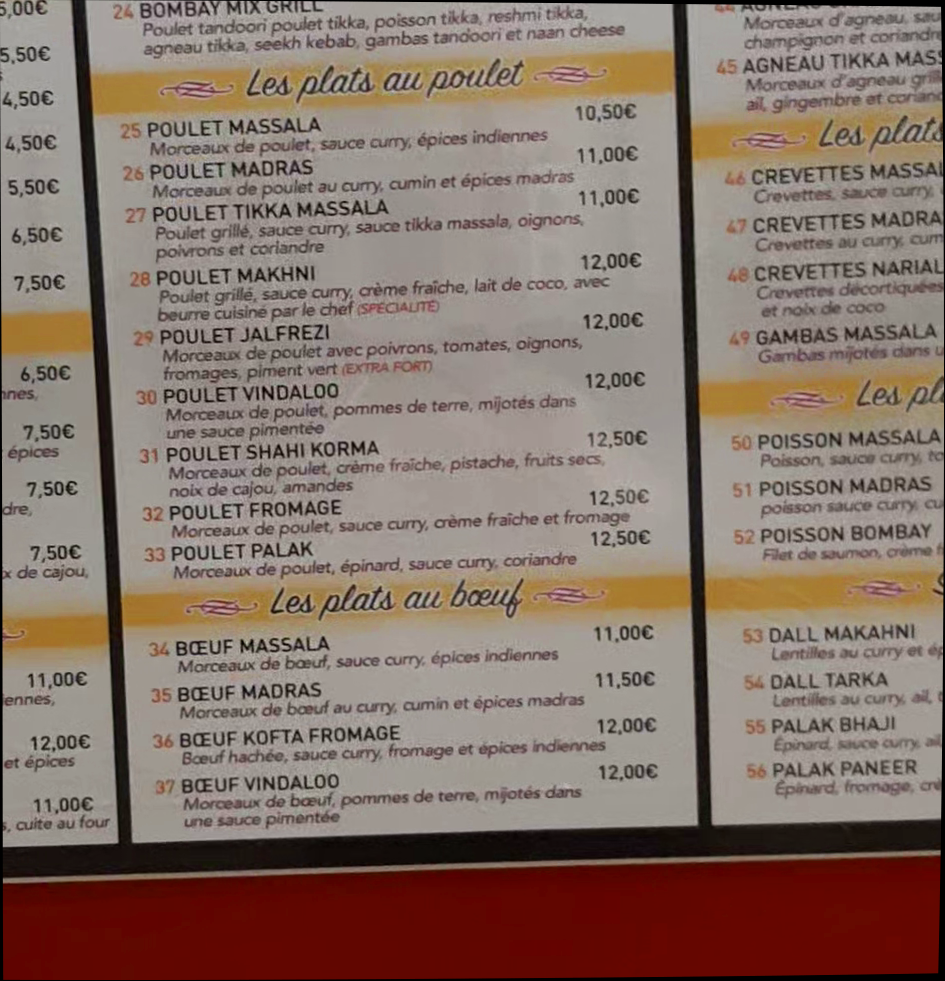 5,00€
5,50€
4,50€
4,50€
5,50€
6,50€
7,50€
6,50€
7,50€
épices
7,50€
7,50€
x de cajou,
11,00€
12,00€
et épices
11,00€
s, cuite au four
24 BOMBAY MIX GRILL
Poulet tandoori poulet tikka, poisson tikka, reshmi tikka,
agneau tikka, seekh kebab, gambas tandoori et naan cheese
Les plats au poulet
25 POULET MASSALA 10,50€
Morceaux de poulet, sauce curry, épices indiennes
26 POULET MADRAS 11,00€
Morceaux de poulet au curry, cumin et épices madras
27 POULET TIKKA MASSALA 11,00€
Poulet grillé, sauce curry, sauce tikka massala, oignons,
poivrons et coriandre
28 POULET MAKHNI 12,00€
Poulet grillé, sauce curry, crème fraîche, lait de coco, avec
beurre cuisiné par le chef (SPÉCIALITÉ)
29 POULET JALFREZI 12,00€
Morceaux de poulet avec poivrons, tomates, oignons,
fromages, piment vert (EXTRA FORT)
30 POULET VINDALOO 12,00€
Morceaux de poulet, pommes de terre, mijotés dans
une sauce pimentée
31 POULET SHAHI KORMA 12,50€
Morceaux de poulet, crème fraîche, pistache, fruits secs,
noix de cajou, amandes
32 POULET FROMAGE 12,50€
Morceaux de poulet, sauce curry, crème fraîche et fromage
33 POULET PALAK 12,50€
Morceaux de poulet, épinard, sauce curry, coriandre
Les plats au bœuf
34 BŒUF MASSALA 11,00€
Morceaux de bœuf, sauce curry, épices indiennes
35 BŒUF MADRAS 11,50€
Morceaux de bœuf au curry, cumin et épices madras
36 BŒUF KOFTA FROMAGE 12,00€
Bœuf hachée, sauce curry, fromage et épices indiennes
37 BŒUF VINDALOO 12,00€
Morceaux de bœuf, pommes de terre, mijotés dans
une sauce pimentée
Morceaux d'agneau,
champignon et coriandre
45 AGNEAU TIKKA MASS
Morceaux d'agneau grill
ail, gingembre et corian
Les plats
46 CREVETTES MASSAL
Crevettes, sauce curry,
47 CREVETTES MADRA
Crevettes au curry, cum
48 CREVETTES NARIAL
Crevettes décortiquées
et noix de coco
49 GAMBAS MASSALA
Gambas mijotés dans u
Les pl
50 POISSON MASSALA
Poisson, sauce curry, to
51 POISSON MADRAS
poisson sauce curry, cu
52 POISSON BOMBAY
Filet de saumon, crème f
53 DALL MAKAHNI
Lentilles au curry et ép
54 DALL TARKA
Lentilles au curry, ail,
55 PALAK BHAJI
Épinard, sauce curry, ail
56 PALAK PANEER
Épinard, fromage, crè